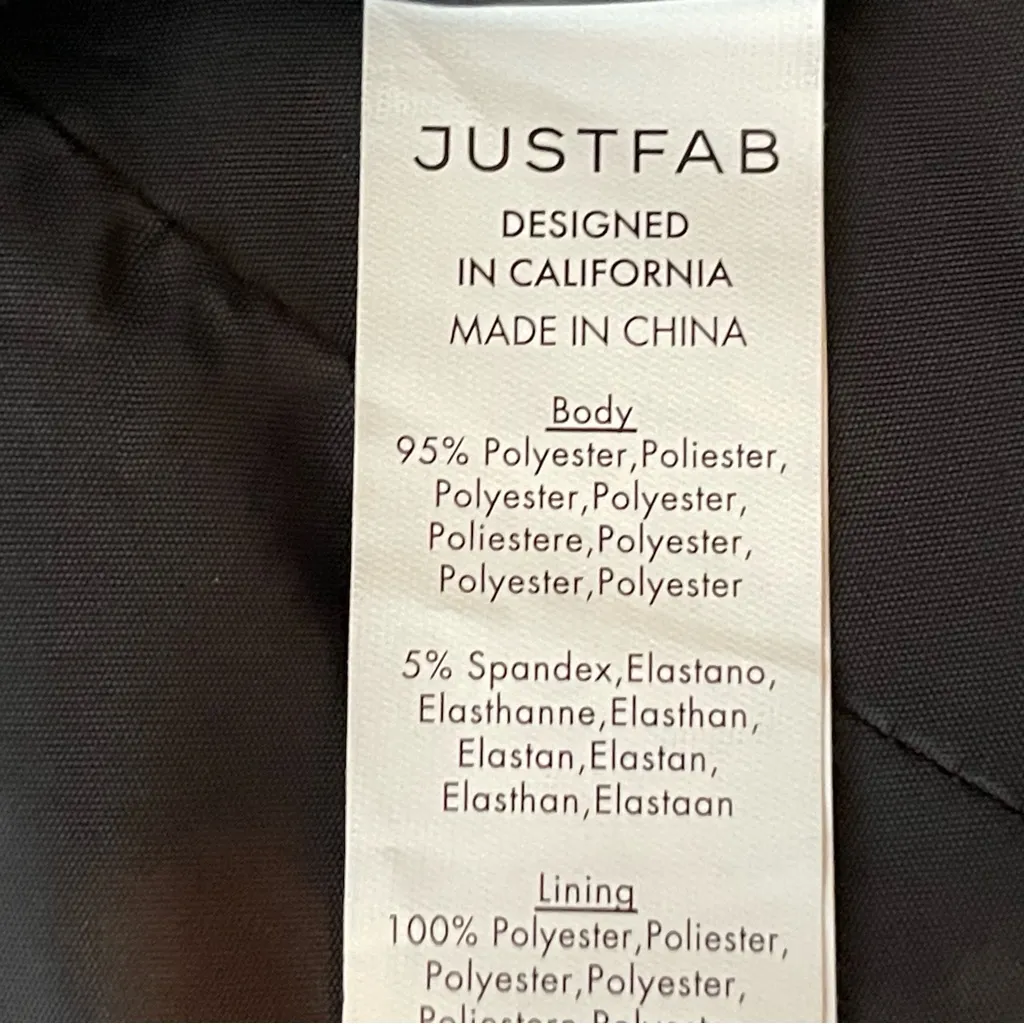 JUSTFAB
DESIGNED
IN CALIFORNIA
MADE IN CHINA
Body
95% Polyester,Poliester,
Polyester,Polyester,
Poliestere,Polyester,
Polyester,Polyester
5% Spandex,Elastano,
Elasthanne,Elasthan,
Elastan,Elastan,
Elasthan,Elastaan
Lining
100% Polyester,Poliester,
Polyester,Polyester,